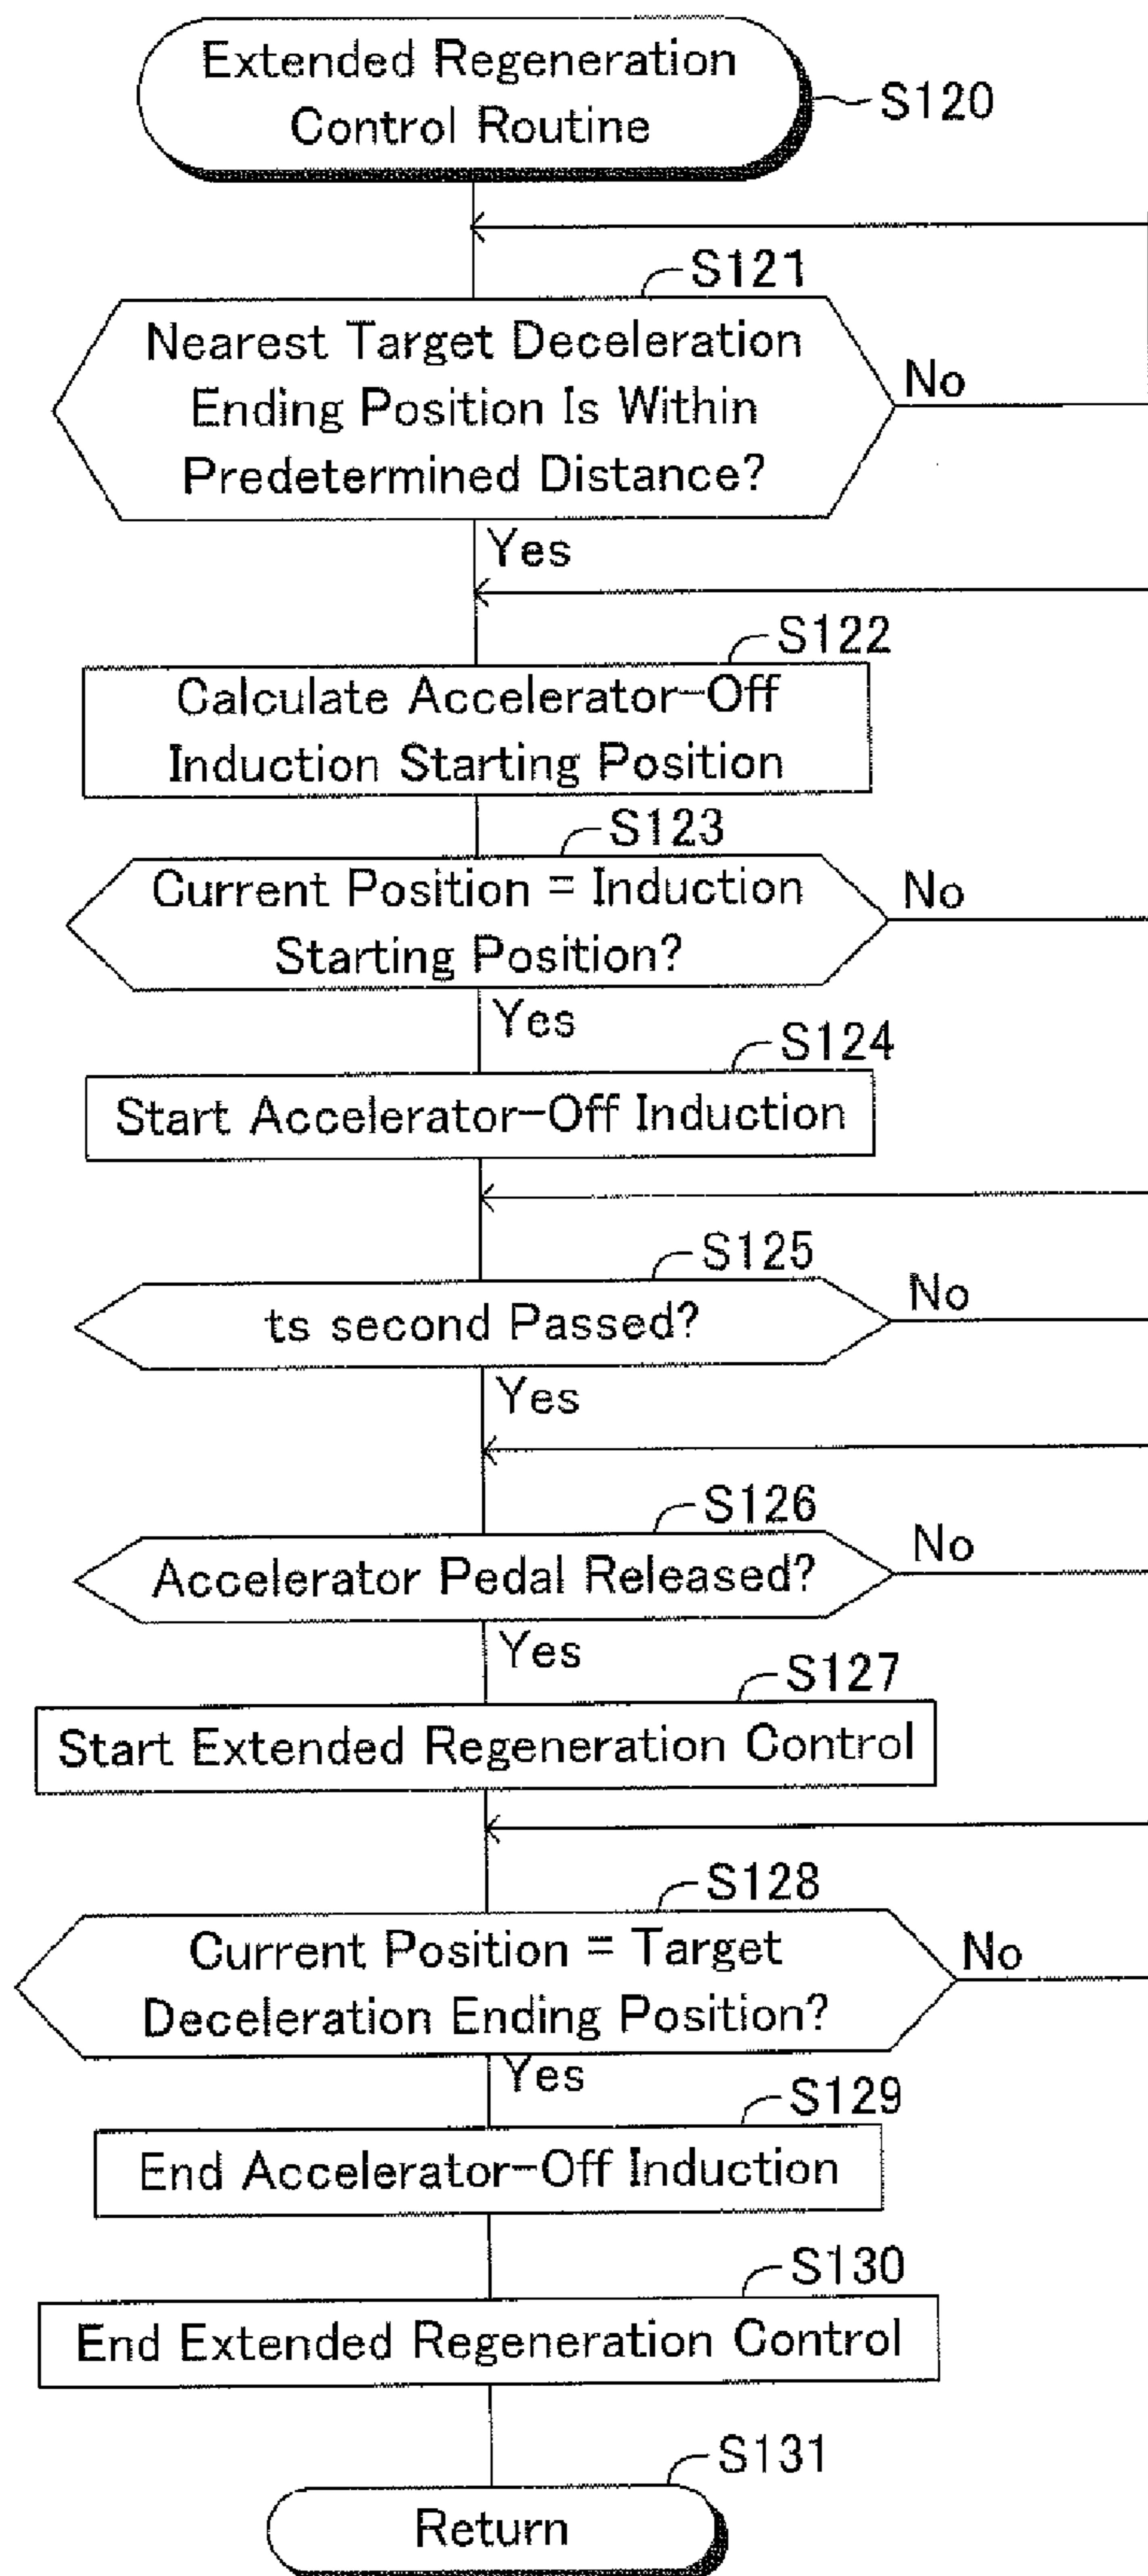 Extended Regeneration
Control Routine
S120
S121
Nearest Target Deceleration
Ending Position Is Within
Predetermined Distance?
No
Yes
S122
Calculate Accelerator-Off
Induction Starting Position
S123
Current Position = Induction
Starting Position?
No
Yes
S124
Start Accelerator-Off Induction
S125
ts second Passed?
No
Yes
S126
Accelerator Pedal Released?
No
Yes
S127
Start Extended Regeneration Control
S128
Current Position = Target
Deceleration Ending Position?
No
Yes
S129
End Accelerator-Off Induction
S130
End Extended Regeneration Control
S131
Return